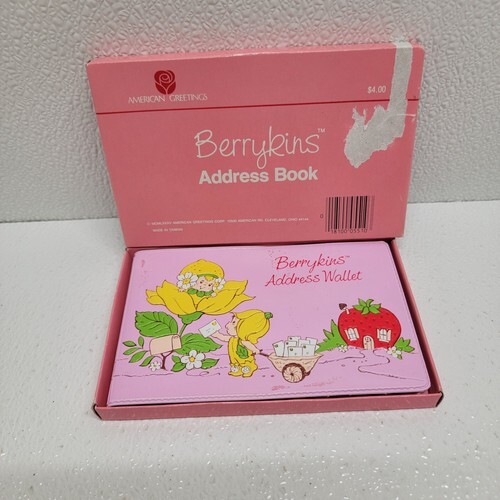 AMERICAN GREETINGS
$4.00
Berrykins™
Address Book
Berrykins™
Address Wallet